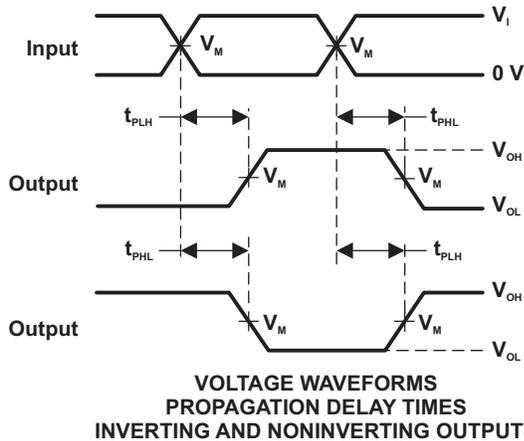 V_I
Input
V_M
V_M
0 V
t_PLH
t_PHL
V_OH
Output
V_M
V_M
V_OL
t_PHL
t_PLH
V_OH
Output
V_M
V_M
V_OL
VOLTAGE WAVEFORMS
PROPAGATION DELAY TIMES
INVERTING AND NONINVERTING OUTPUT